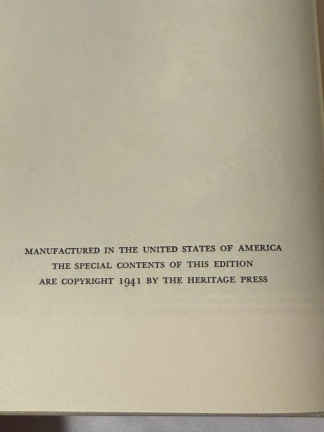 MANUFACTURED IN THE UNITED STATES OF AMERICA
THE SPECIAL CONTENTS OF THIS EDITION
ARE COPYRIGHT 1941 BY THE HERITAGE PRESS